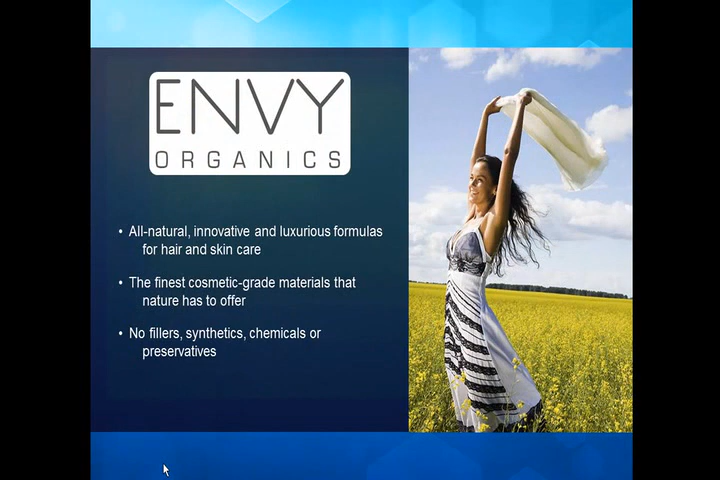 ENVY
ORGANICS
• All-natural, innovative and luxurious formulas
for hair and skin care
• The finest cosmetic-grade materials that
nature has to offer
• No fillers, synthetics, chemicals or
preservatives